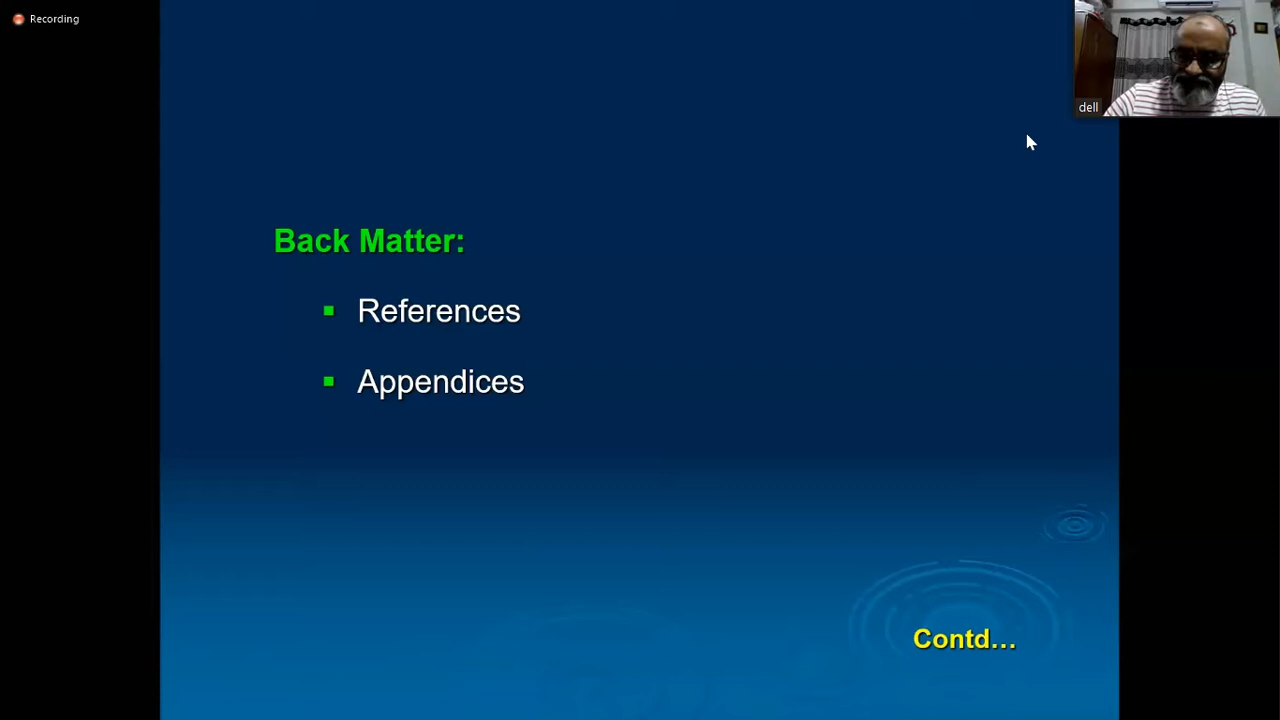 Recording
dell
Back Matter:
References
Appendices
Contd...